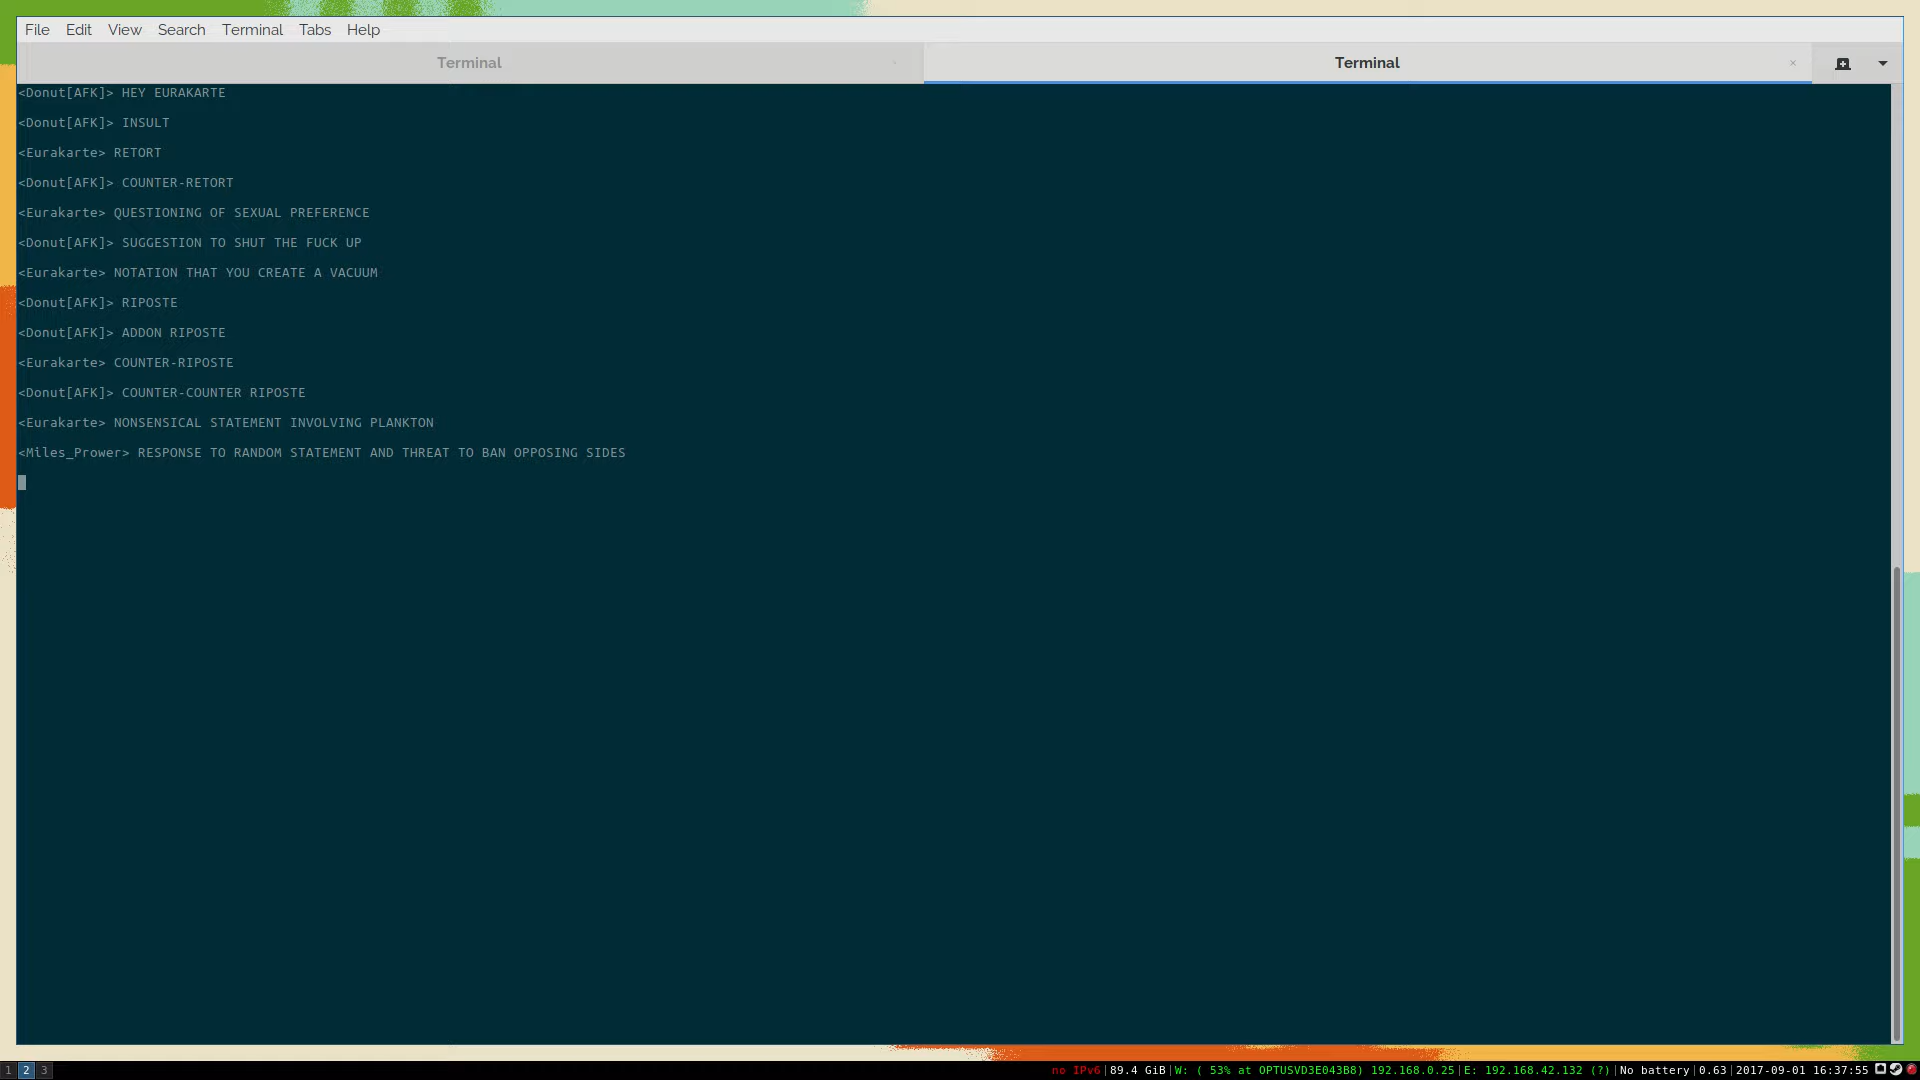 File Edit View Search Terminal Tabs Help
Terminal × Terminal ×
<Donut[AFK]> HEY EURAKARTE
<Donut[AFK]> INSULT
<Eurakarte> RETORT
<Donut[AFK]> COUNTER-RETORT
<Eurakarte> QUESTIONING OF SEXUAL PREFERENCE
<Donut[AFK]> SUGGESTION TO SHUT THE FUCK UP
<Eurakarte> NOTATION THAT YOU CREATE A VACUUM
<Donut[AFK]> RIPOSTE
<Donut[AFK]> ADDON RIPOSTE
<Eurakarte> COUNTER-RIPOSTE
<Donut[AFK]> COUNTER-COUNTER RIPOSTE
<Eurakarte> NONSENSICAL STATEMENT INVOLVING PLANKTON
<Miles_Prower> RESPONSE TO RANDOM STATEMENT AND THREAT TO BAN OPPOSING SIDES
1 2 3 no IPv6|89.4 GiB|W: ( 53% at OPTUSVD3E043B8) 192.168.0.25|E: 192.168.42.132 (?)|No battery|0.63|2017-09-01 16:37:55